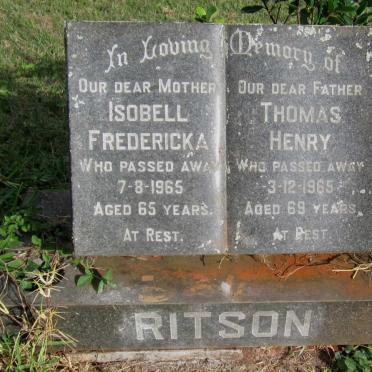 In Loving Memory of
Our dear Mother
Isobell
Fredericka
Who passed away
7-8-1965
Aged 65 years.
At Rest.
Our dear Father
Thomas
Henry
Who passed away
3-12-1965
Aged 69 years.
At Rest.
RITSON